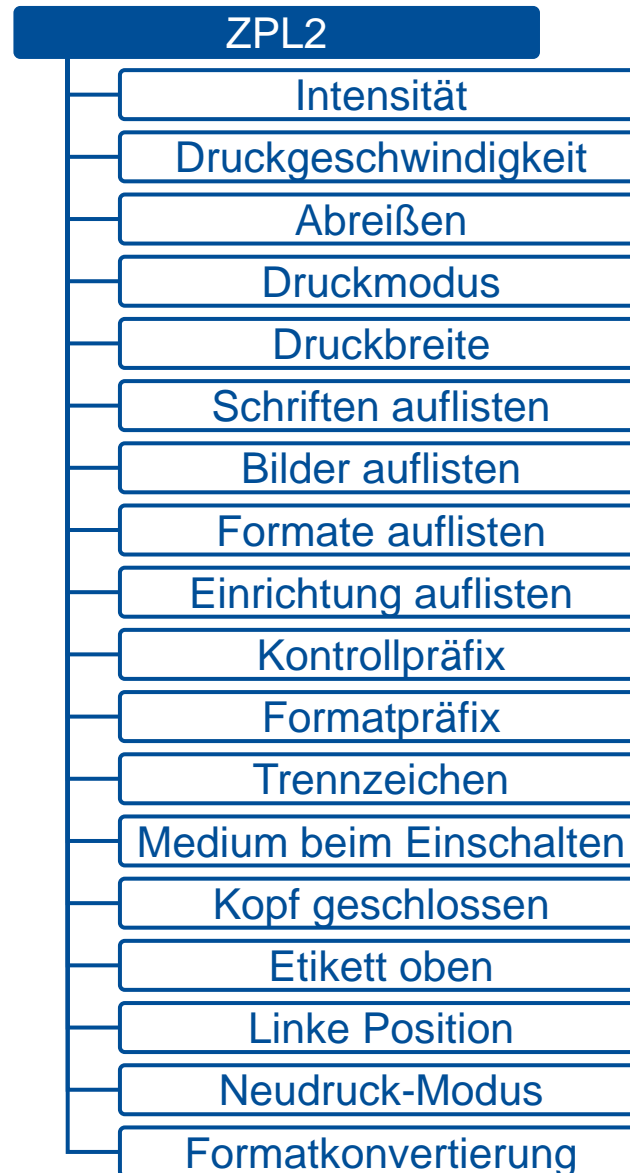 ZPL2
Intensität
Druckgeschwindigkeit
Abreißen
Druckmodus
Druckbreite
Schriften auflisten
Bilder auflisten
Formate auflisten
Einrichtung auflisten
Kontrollpräfix
Formatpräfix
Trennzeichen
Medium beim Einschalten
Kopf geschlossen
Etikett oben
Linke Position
Neudruck-Modus
Formatkonvertierung